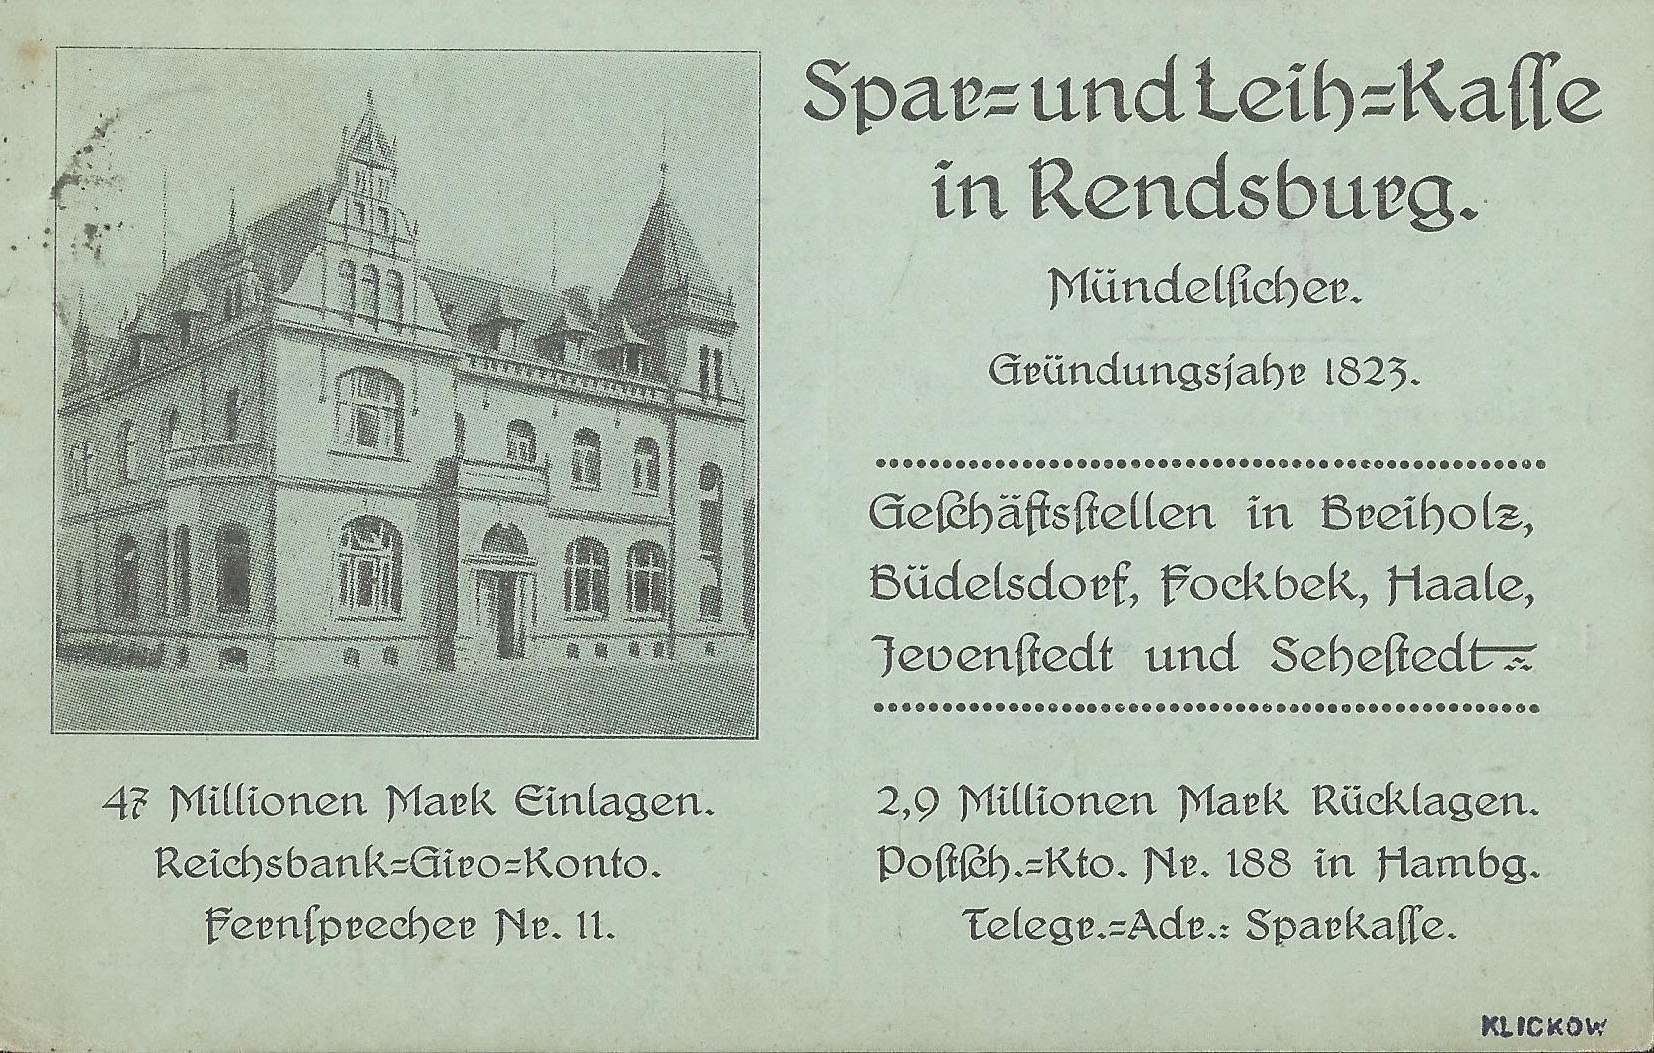 Spar- und Leih-Kasse
in Rendsburg.
Mündelsicher.
Gründungsjahr 1823.
Geschäftsstellen in Breiholz,
Büdelsdorf, Fockbek, Haale,
Jevenstedt und Sehestedt
47 Millionen Mark Einlagen.
Reichsbank-Giro-Konto.
Fernsprecher Nr. 11.
2,9 Millionen Mark Rücklagen.
Postsch.-Kto. Nr. 188 in Hambg.
Telegr.-Adr.: Sparkasse.
KLICKOW